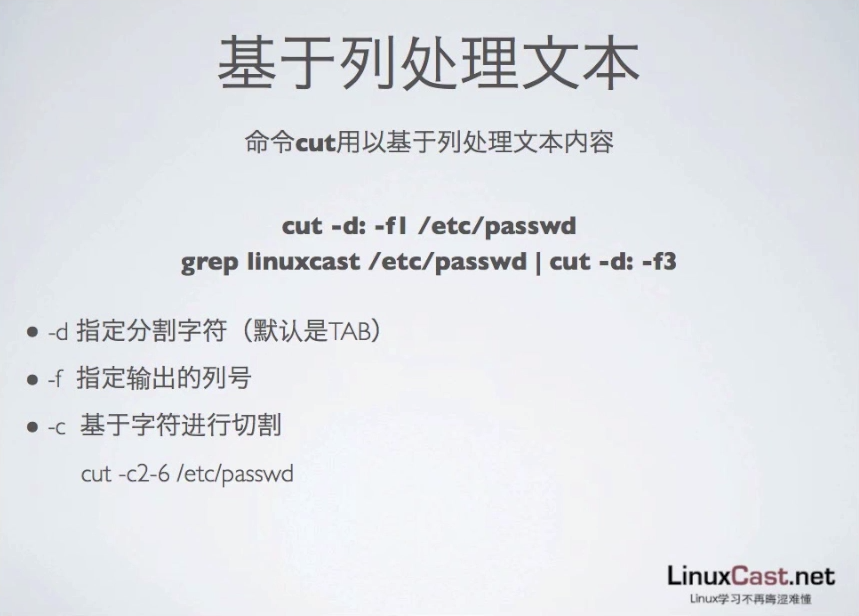 基于列处理文本
命令cut用以基于列处理文本内容
cut -d: -f1 /etc/passwd
grep linuxcast /etc/passwd | cut -d: -f3
● -d 指定分割字符（默认是TAB）
● -f 指定输出的列号
● -c 基于字符进行切割
cut -c2-6 /etc/passwd
LinuxCast.net
Linux学习不再晦涩难懂